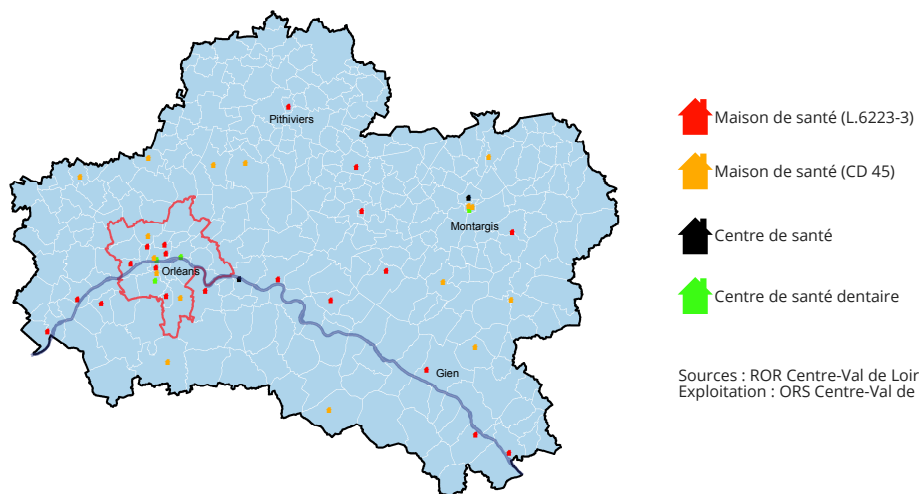 Pithiviers
Montargis
Orléans
Gien
Maison de santé (L.6223-3)
Maison de santé (CD 45)
Centre de santé
Centre de santé dentaire
Sources : ROR Centre-Val de Loir
Exploitation : ORS Centre-Val de